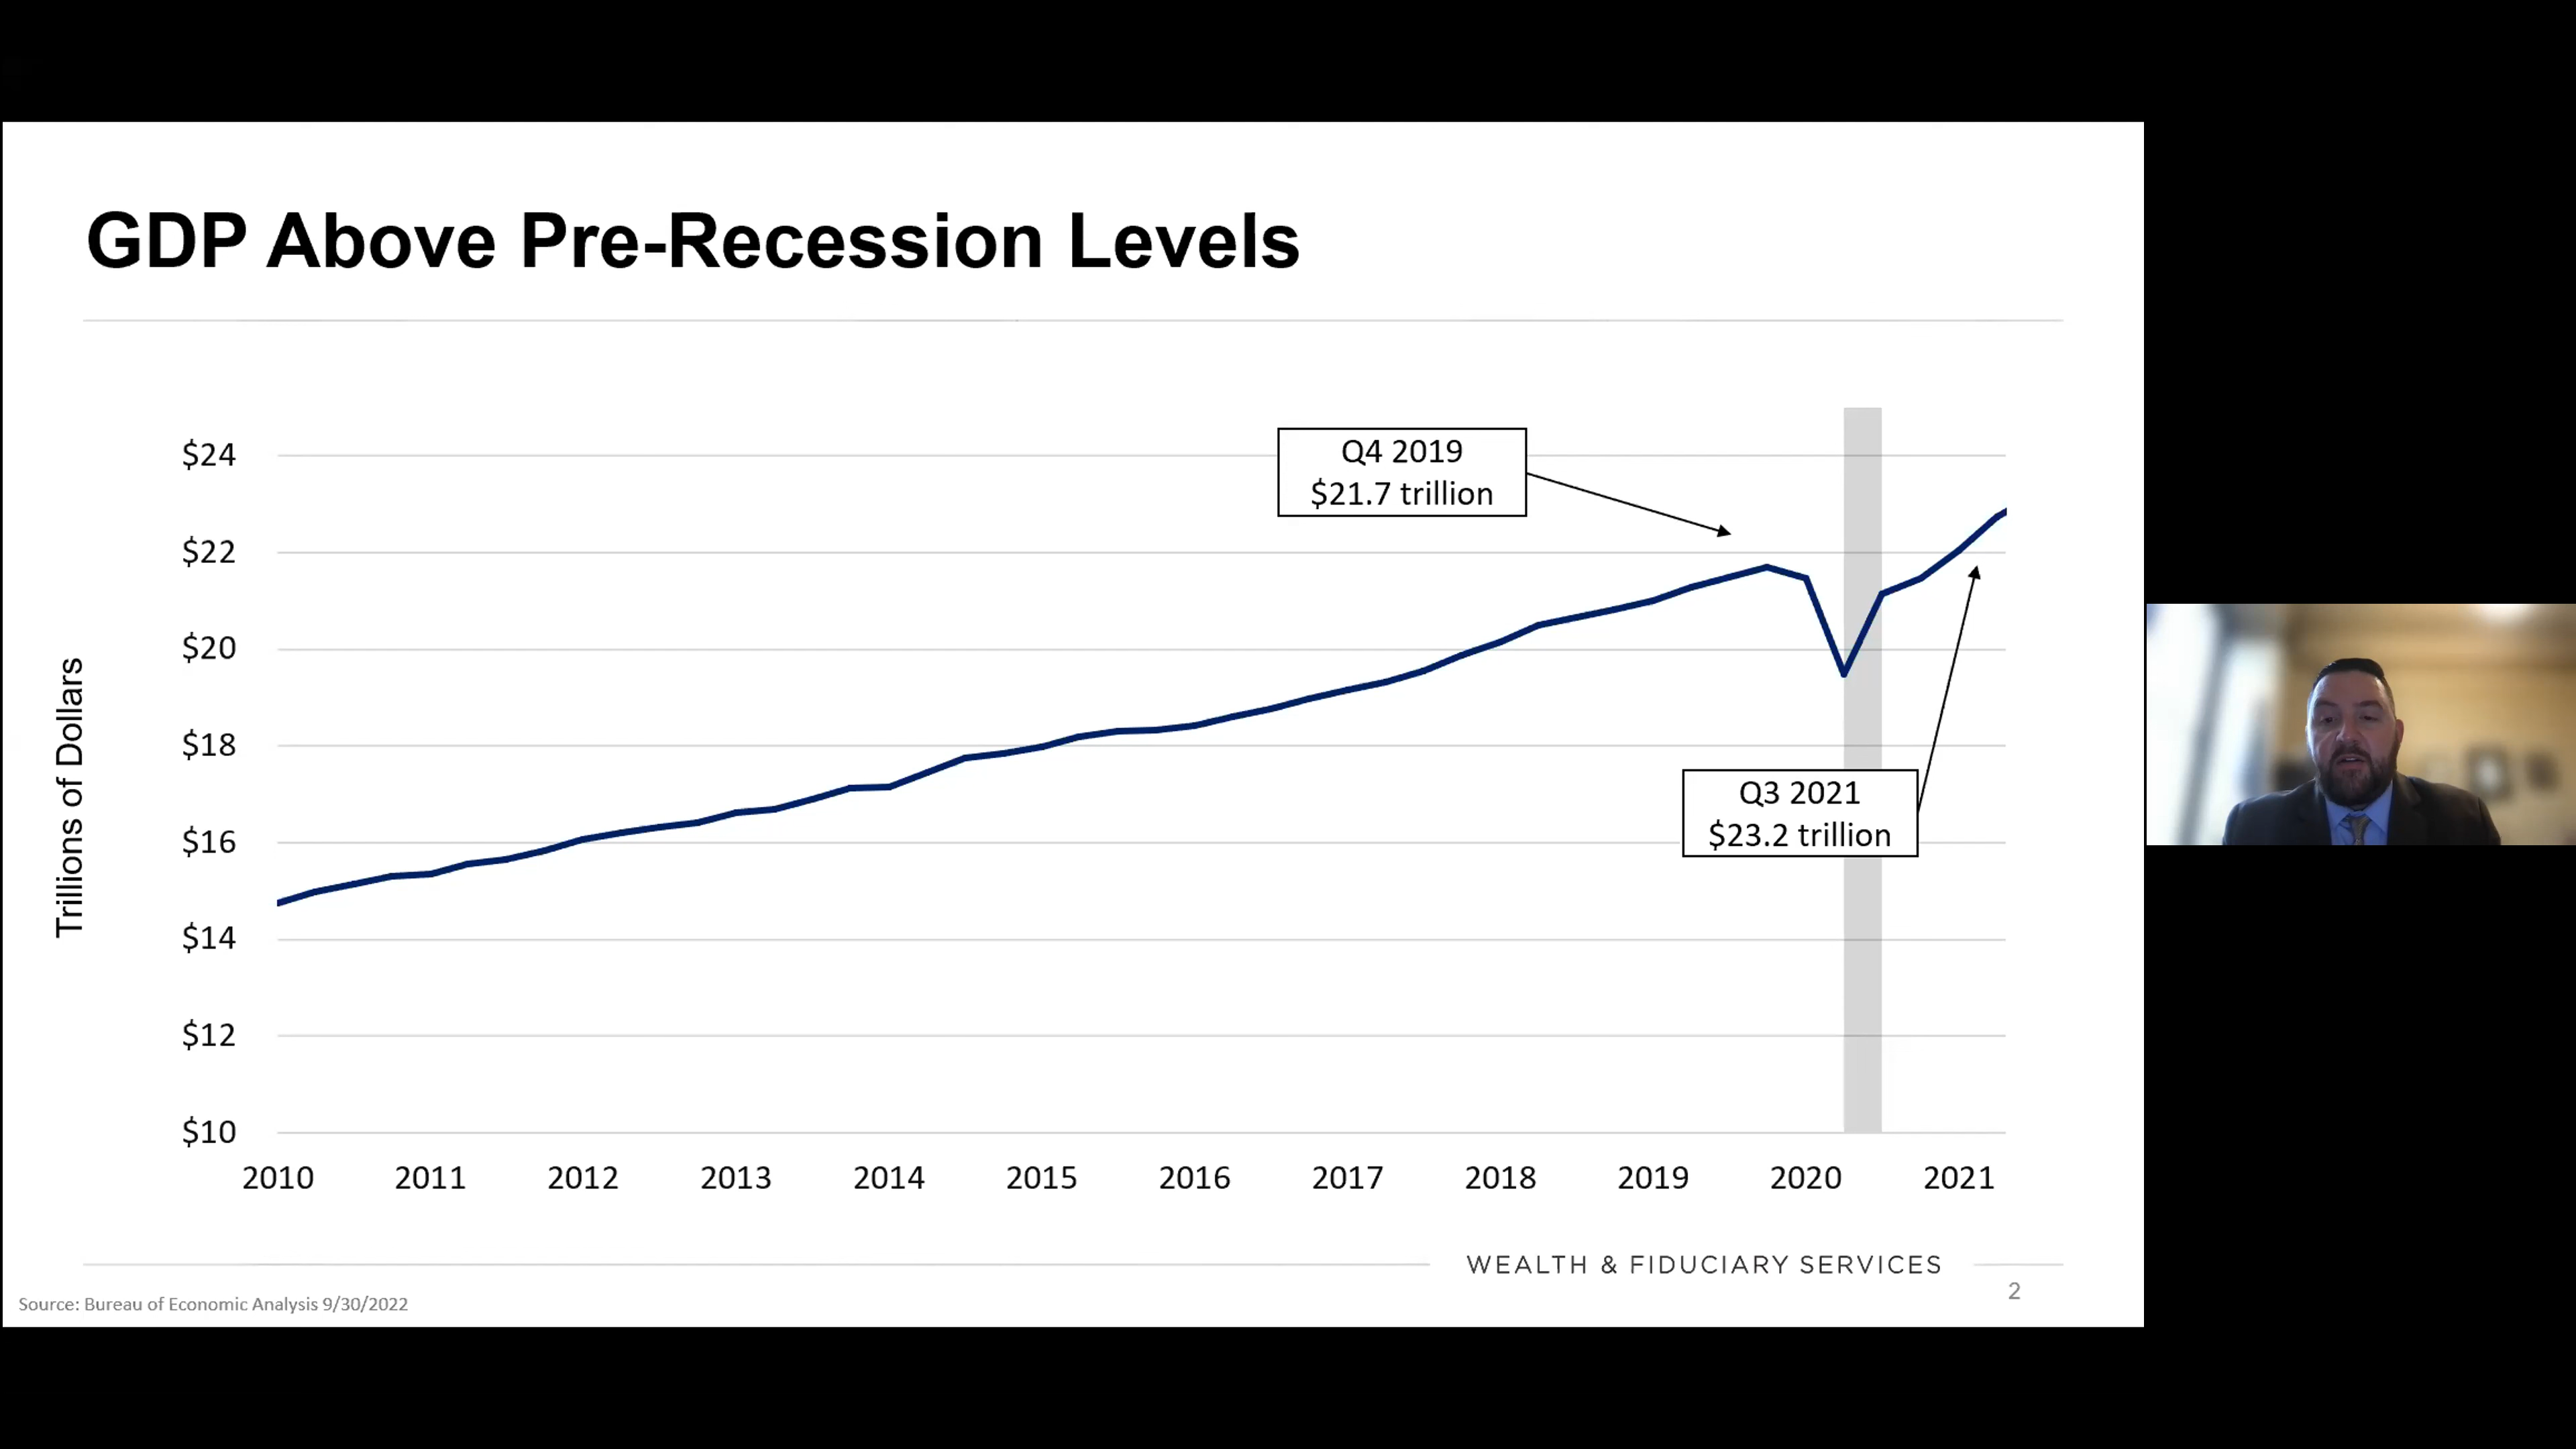 GDP Above Pre-Recession Levels
Trillions of Dollars
$24
$22
$20
$18
$16
$14
$12
$10
Q4 2019
$21.7 trillion
Q3 2021
$23.2 trillion
2010 2011 2012 2013 2014 2015 2016 2017 2018 2019 2020 2021
WEALTH & FIDUCIARY SERVICES
2
Source: Bureau of Economic Analysis 9/30/2022